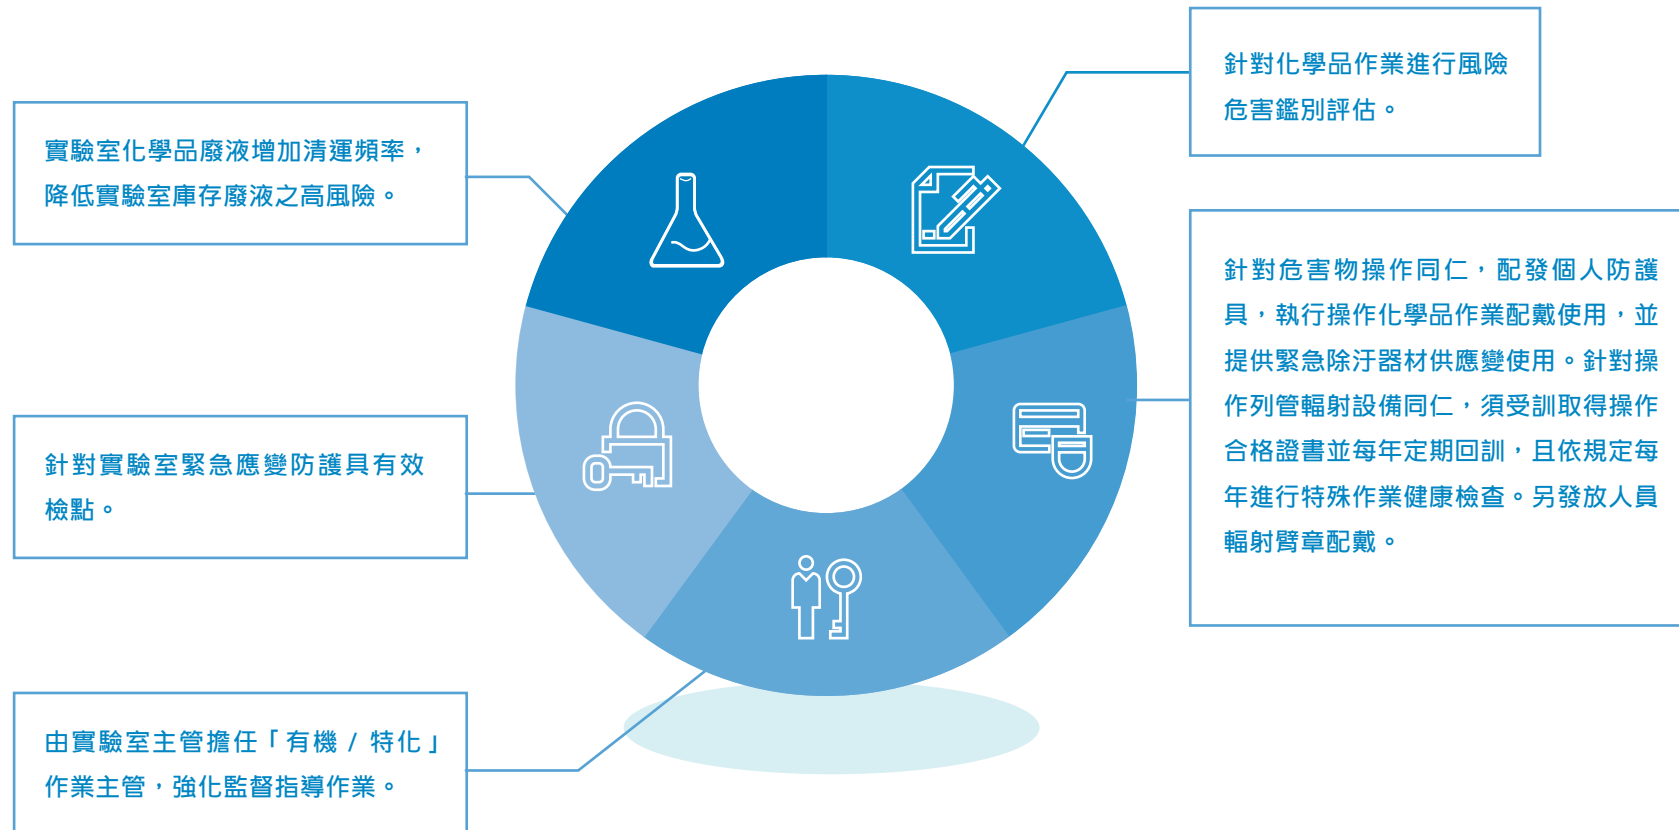 實驗室化學品廢液增加清運頻率，
降低實驗室庫存廢液之高風險。
針對實驗室緊急應變防護具有效
檢點。
由實驗室主管擔任「有機 / 特化」
作業主管，強化監督指導作業。
針對化學品作業進行風險
危害鑑別評估。
針對危害物操作同仁，配發個人防護
具，執行操作化學品作業配戴使用，並
提供緊急除汙器材供應變使用。針對操
作列管輻射設備同仁，須受訓取得操作
合格證書並每年定期回訓，且依規定每
年進行特殊作業健康檢查。另發放人員
輻射臂章配戴。